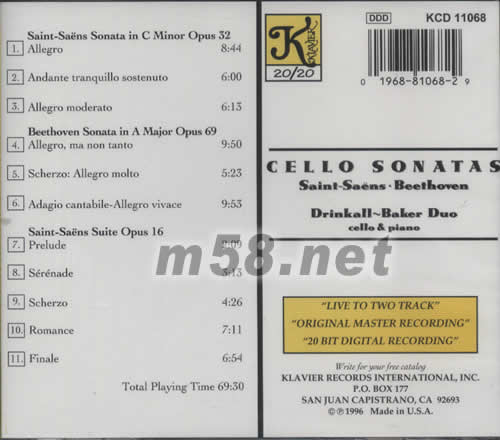 Saint-Saëns Sonata in C Minor Opus 32
1. Allegro 8:44
2. Andante tranquillo sostenuto 6:00
3. Allegro moderato 6:13
Beethoven Sonata in A Major Opus 69
4. Allegro, ma non tanto 9:50
5. Scherzo: Allegro molto 5:23
6. Adagio cantabile-Allegro vivace 9:53
Saint-Saëns Suite Opus 16
7. Prelude
8. Sérénade
9. Scherzo 4:26
10. Romance 7:11
11. Finale 6:54
Total Playing Time 69:30
K
KLAVIER
20/20
DDD
KCD 11068
0 1968-81068-2 9
CELLO SONATAS
Saint-Saëns · Beethoven
Drinkall~Baker Duo
cello & piano
m58.net
"LIVE TO TWO TRACK"
"ORIGINAL MASTER RECORDING"
"20 BIT DIGITAL RECORDING"
Write for your free catalog
KLAVIER RECORDS INTERNATIONAL, INC.
P.O. BOX 177
SAN JUAN CAPISTRANO, CA 92693
©℗1996 Made in U.S.A.